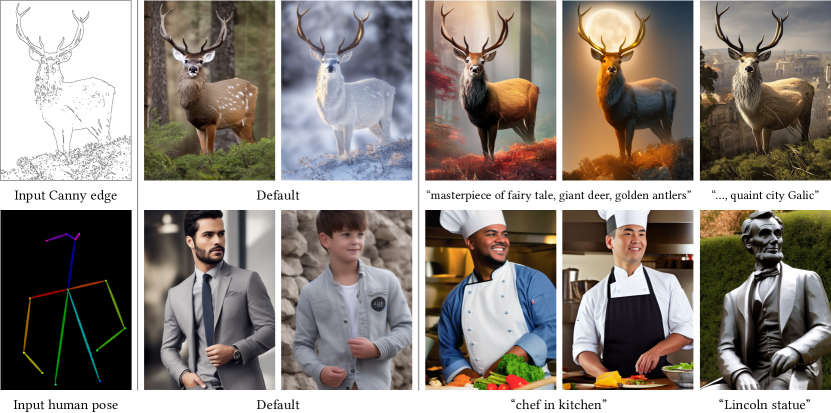 Input Canny edge
Default
“masterpiece of fairy tale, giant deer, golden antlers”
“..., quaint city Galic”
Input human pose
Default
“chef in kitchen”
“Lincoln statue”